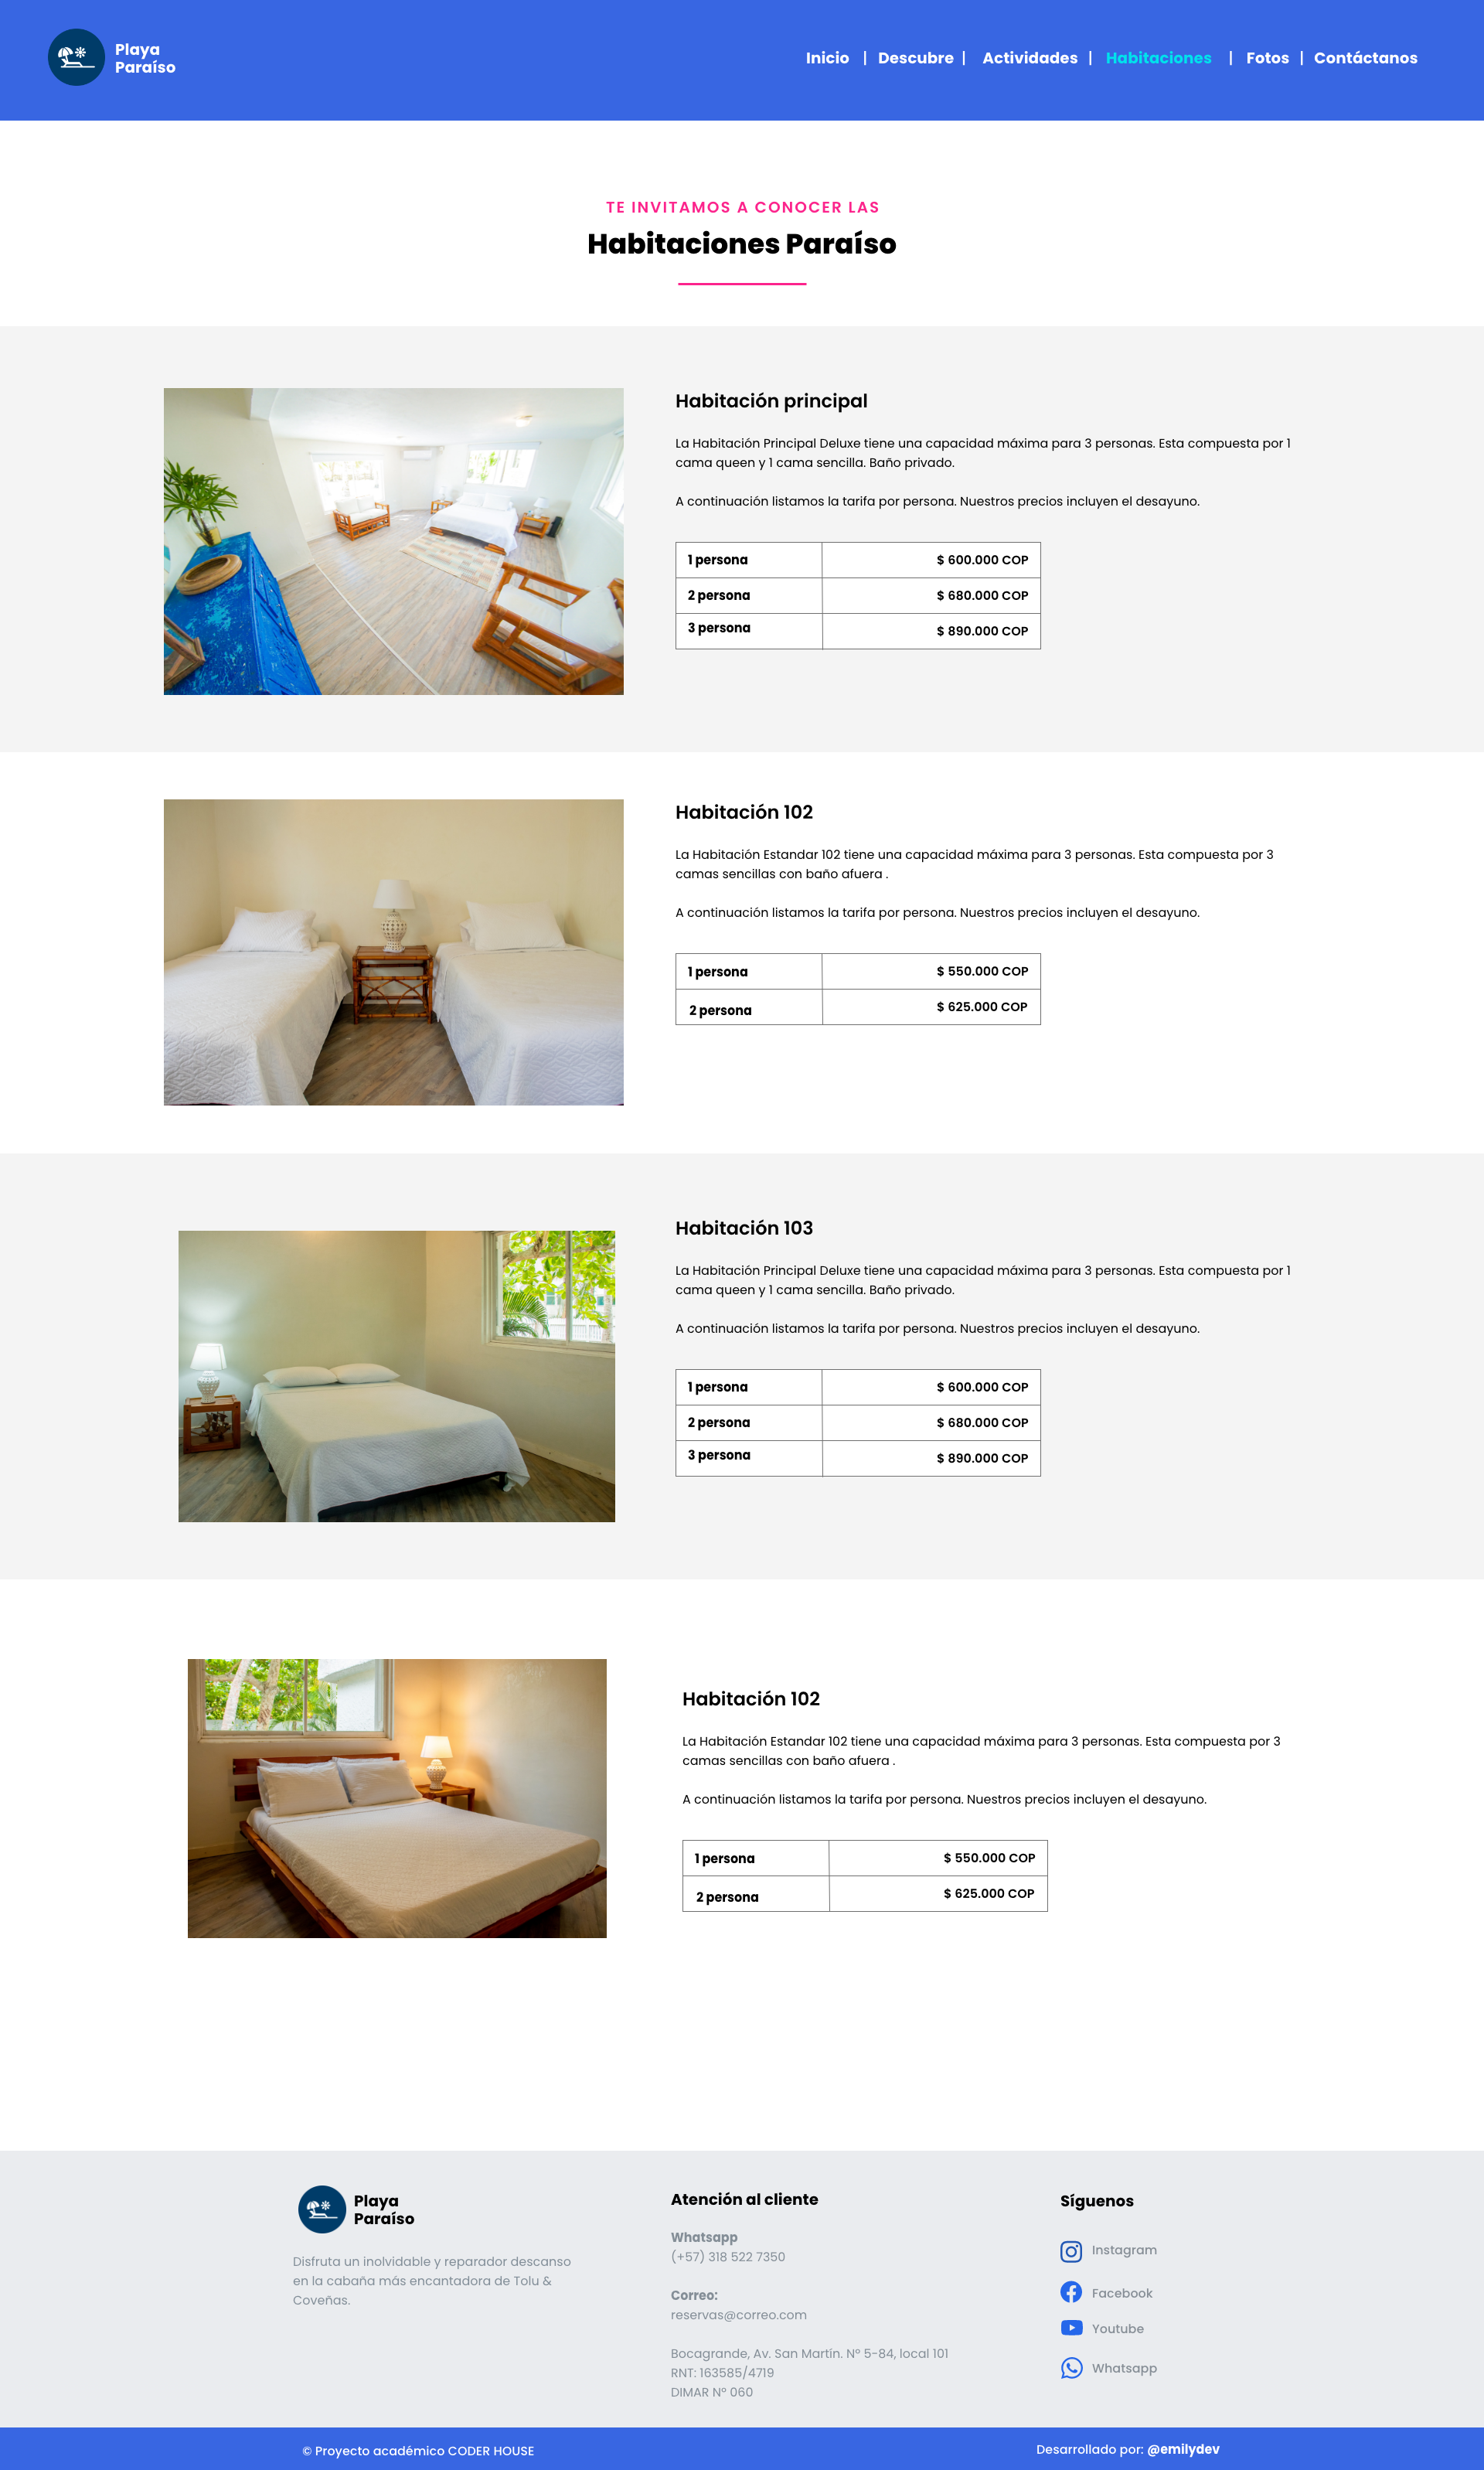 Playa
Paraíso
Inicio | Descubre | Actividades | Habitaciones | Fotos | Contáctanos
TE INVITAMOS A CONOCER LAS
Habitaciones Paraíso
Habitación principal
La Habitación Principal Deluxe tiene una capacidad máxima para 3 personas. Esta compuesta por 1
cama queen y 1 cama sencilla. Baño privado.
A continuación listamos la tarifa por persona. Nuestros precios incluyen el desayuno.
1 persona $ 600.000 COP
2 persona $ 680.000 COP
3 persona $ 890.000 COP
Habitación 102
La Habitación Estandar 102 tiene una capacidad máxima para 3 personas. Esta compuesta por 3
camas sencillas con baño afuera .
A continuación listamos la tarifa por persona. Nuestros precios incluyen el desayuno.
1 persona $ 550.000 COP
2 persona $ 625.000 COP
Habitación 103
La Habitación Principal Deluxe tiene una capacidad máxima para 3 personas. Esta compuesta por 1
cama queen y 1 cama sencilla. Baño privado.
A continuación listamos la tarifa por persona. Nuestros precios incluyen el desayuno.
1 persona $ 600.000 COP
2 persona $ 680.000 COP
3 persona $ 890.000 COP
Habitación 102
La Habitación Estandar 102 tiene una capacidad máxima para 3 personas. Esta compuesta por 3
camas sencillas con baño afuera .
A continuación listamos la tarifa por persona. Nuestros precios incluyen el desayuno.
1 persona $ 550.000 COP
2 persona $ 625.000 COP
Playa
Paraíso
Disfruta un inolvidable y reparador descanso
en la cabaña más encantadora de Tolu &
Coveñas.
Atención al cliente
Whatsapp
(+57) 318 522 7350
Correo:
reservas@correo.com
Bocagrande, Av. San Martín. Nº 5-84, local 101
RNT: 163585/4719
DIMAR Nº 060
Síguenos
Instagram
Facebook
Youtube
Whatsapp
© Proyecto académico CODER HOUSE
Desarrollado por: @emilydev